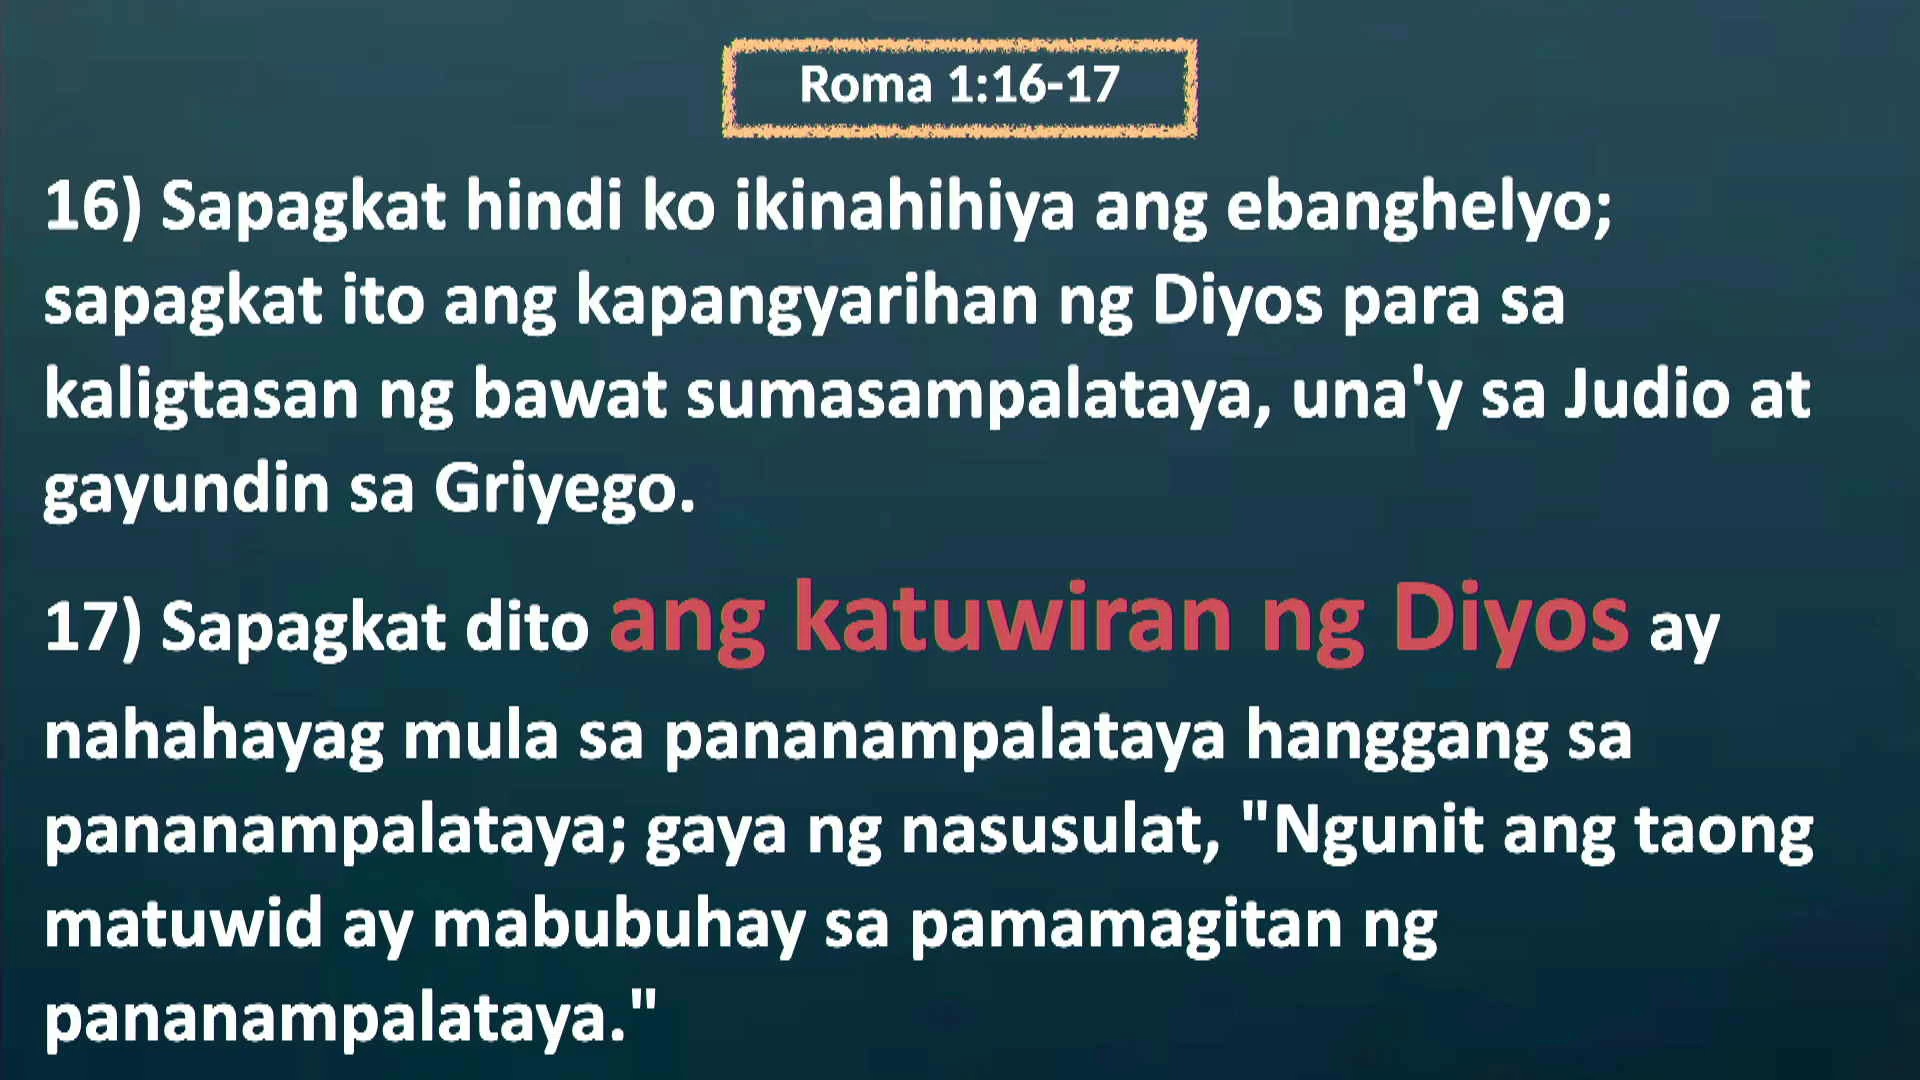 Roma 1:16-17
16) Sapagkat hindi ko ikinahihiya ang ebanghelyo;
sapagkat ito ang kapangyarihan ng Diyos para sa
kaligtasan ng bawat sumasampalataya, una'y sa Judio at
gayundin sa Griyego.
17) Sapagkat dito ang katuwiran ng Diyos ay
nahahayag mula sa pananampalataya hanggang sa
pananampalataya; gaya ng nasusulat, "Ngunit ang taong
matuwid ay mabubuhay sa pamamagitan ng
pananampalataya."